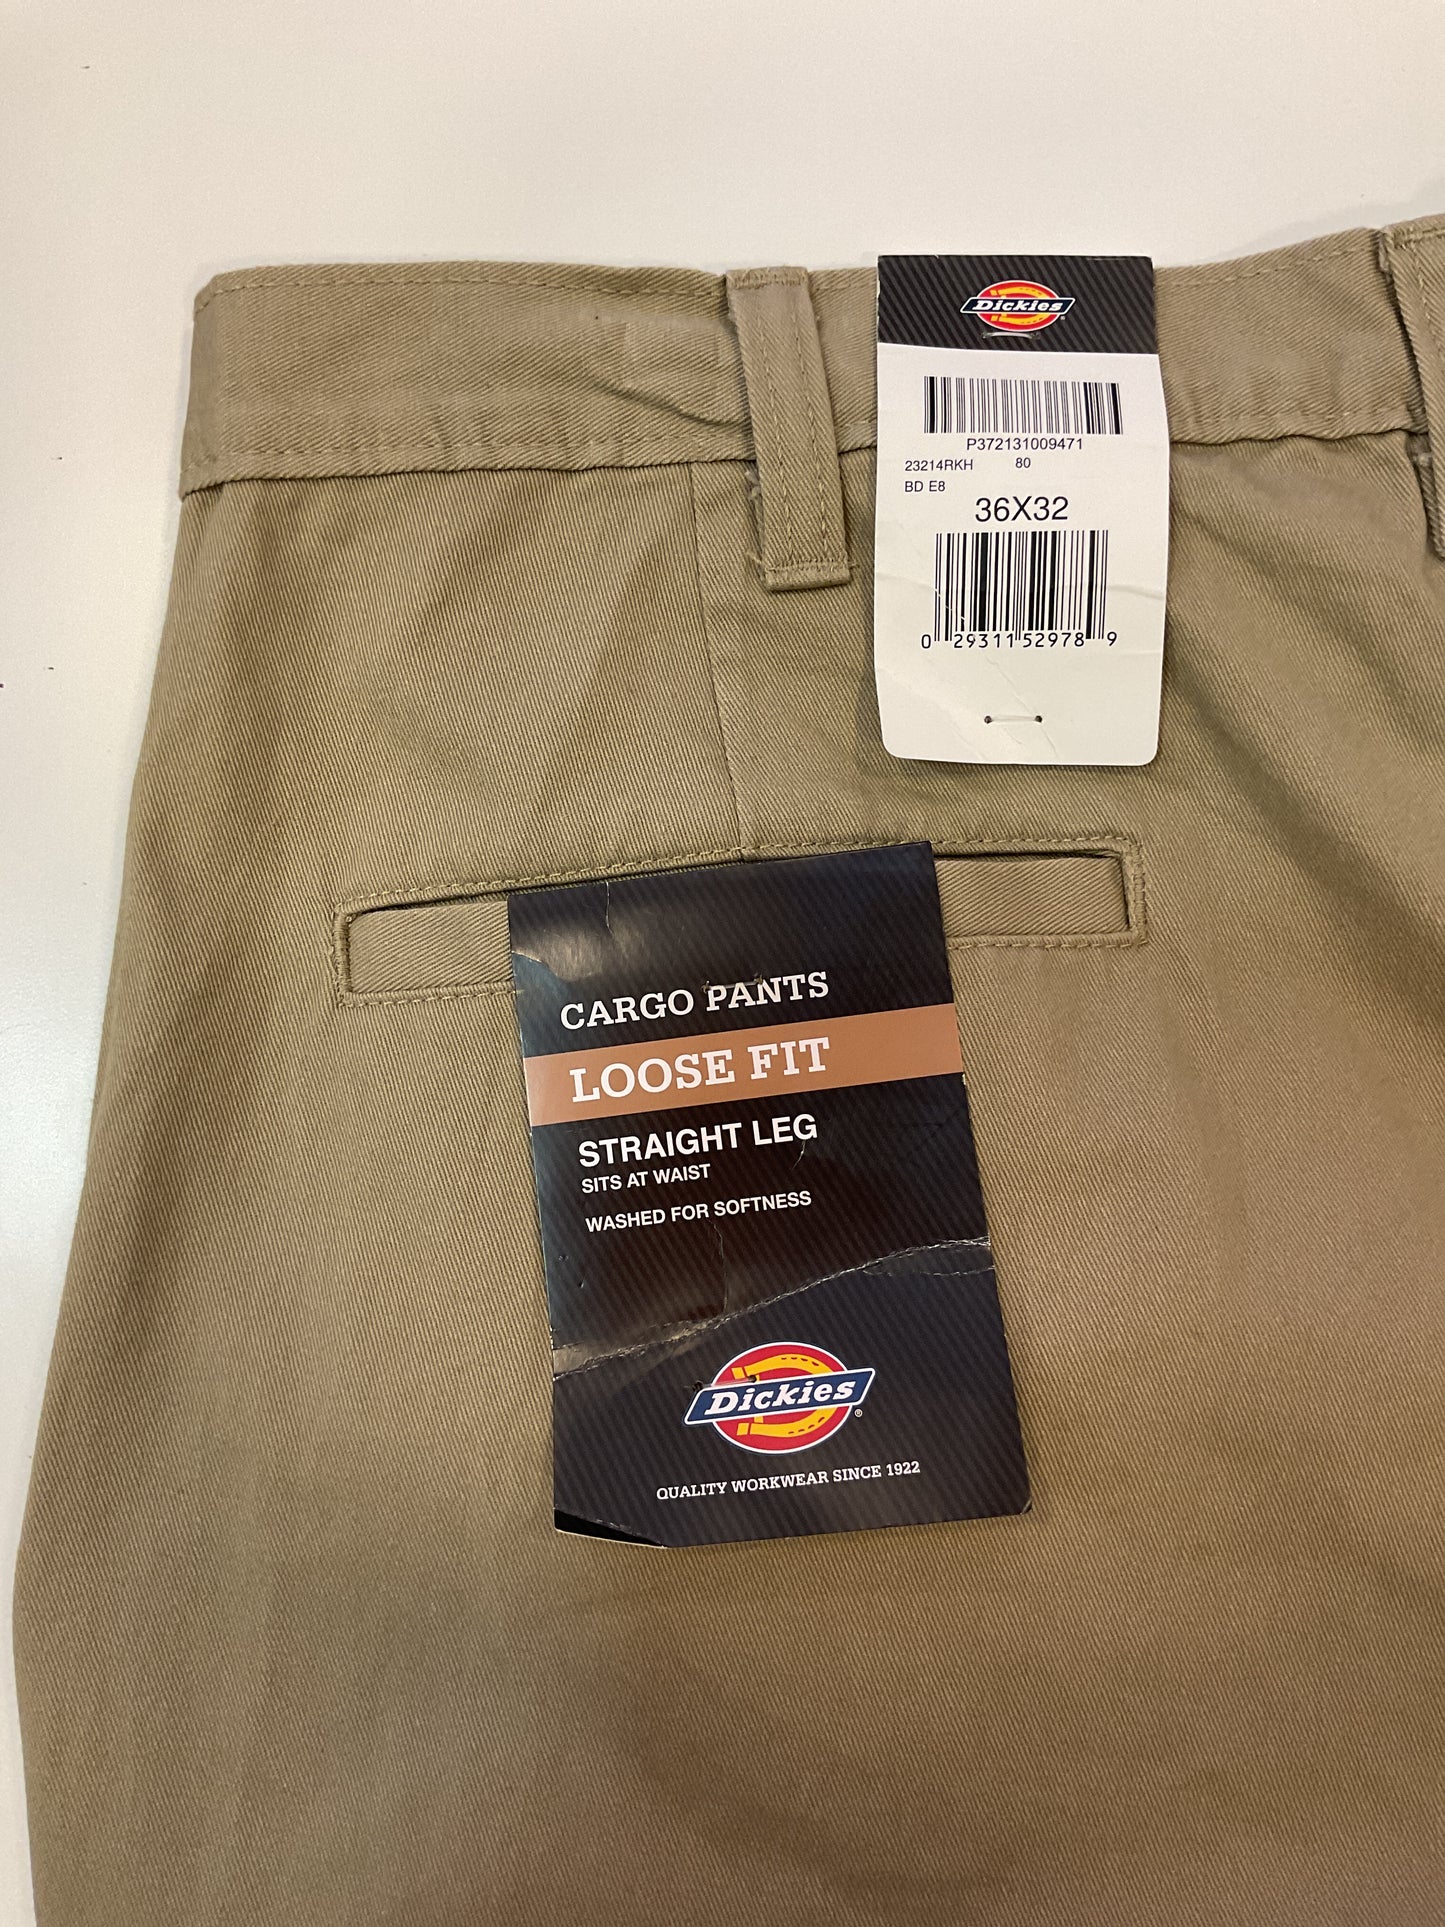 Dickies
P372131009471
23214RKH 80
BD E8
36X32
0 29311 52978 9
CARGO PANTS
LOOSE FIT
STRAIGHT LEG
SITS AT WAIST
WASHED FOR SOFTNESS
Dickies®
QUALITY WORKWEAR SINCE 1922